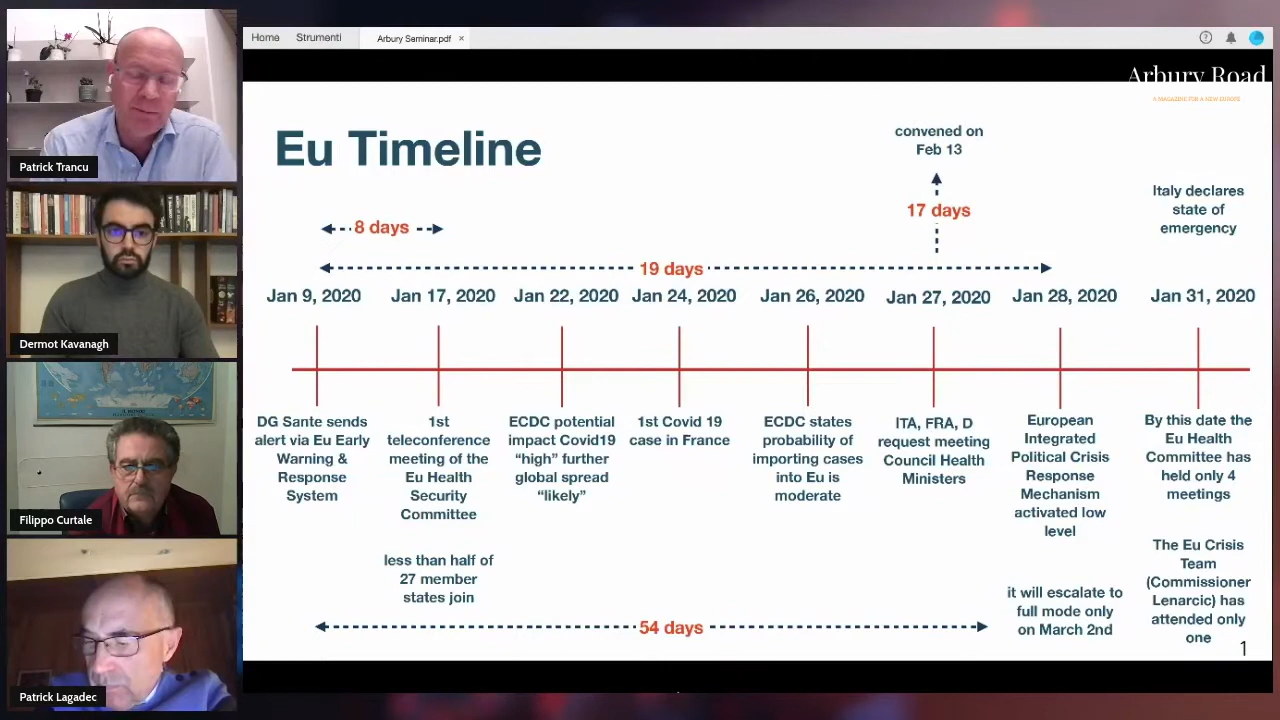 Home Strumenti Arbury Seminar.pdf ×
Arbury Road
A MAGAZINE FOR A NEW EUROPE
Eu Timeline
convened on
Feb 13
17 days
Italy declares
state of
emergency
8 days
19 days
Jan 9, 2020 Jan 17, 2020 Jan 22, 2020 Jan 24, 2020 Jan 26, 2020 Jan 27, 2020 Jan 28, 2020 Jan 31, 2020
DG Sante sends
alert via Eu Early
Warning &
Response
System
1st
teleconference
meeting of the
Eu Health
Security
Committee
less than half of
27 member
states join
ECDC potential
impact Covid19
“high” further
global spread
“likely”
1st Covid 19
case in France
ECDC states
probability of
importing cases
into Eu is
moderate
ITA, FRA, D
request meeting
Council Health
Ministers
European
Integrated
Political Crisis
Response
Mechanism
activated low
level
it will escalate to
full mode only
on March 2nd
By this date the
Eu Health
Committee has
held only 4
meetings
The Eu Crisis
Team
(Commissioner
Lenarcic) has
attended only
one
54 days
1
Patrick Trancu
Dermot Kavanagh
Filippo Curtale
Patrick Lagadec